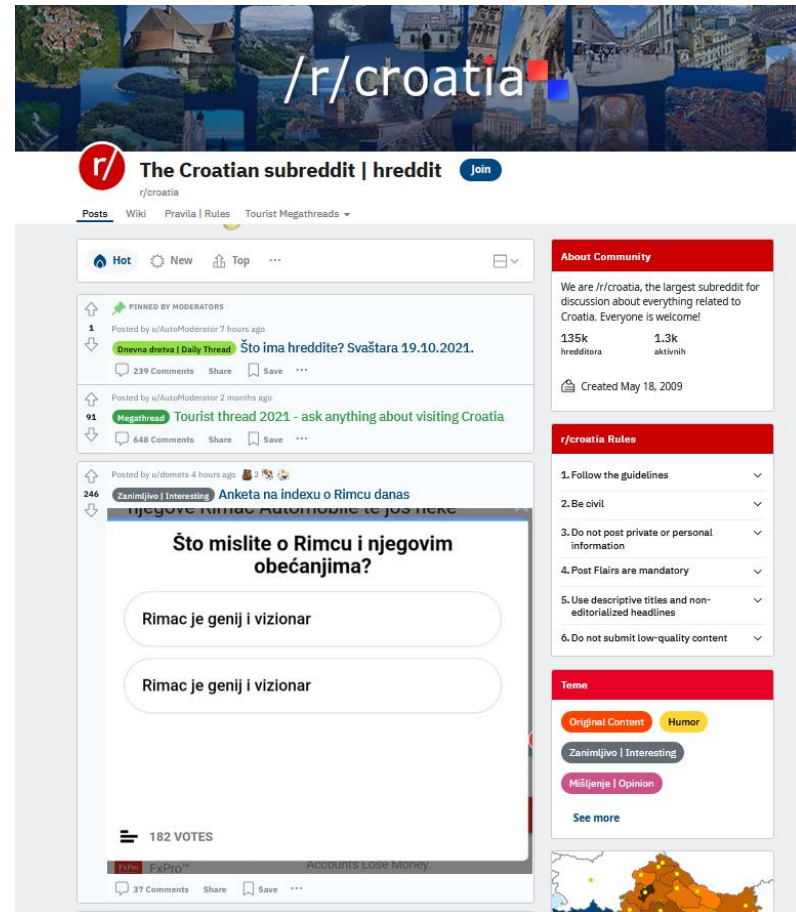 /r/croatia
r/
The Croatian subreddit | hreddit
Join
r/croatia
Posts Wiki Pravila | Rules Tourist Megathreads
Hot New Top ...
PINNED BY MODERATORS
1
Posted by u/AutoModerator 7 hours ago
Dnevna dretva | Daily Thread Što ima hreddite? Svaštara 19.10.2021.
239 Comments Share Save ...
Posted by u/AutoModerator 2 months ago
91
Megathread Tourist thread 2021 - ask anything about visiting Croatia
648 Comments Share Save ...
Posted by u/domets 4 hours ago 2
246
Zanimljivo | Interesting Anketa na indexu o Rimcu danas
njegove Rimac Automobile te još neke
Što mislite o Rimcu i njegovim
obećanjima?
Rimac je genij i vizionar
Rimac je genij i vizionar
182 VOTES
FxPro FxPro™ Accounts Lose Money.
37 Comments Share Save ...
About Community
We are /r/croatia, the largest subreddit for
discussion about everything related to
Croatia. Everyone is welcome!
135k 1.3k
hredditora aktivnih
Created May 18, 2009
r/croatia Rules
1. Follow the guidelines
2. Be civil
3. Do not post private or personal
information
4. Post Flairs are mandatory
5. Use descriptive titles and non-
editorialized headlines
6. Do not submit low-quality content
Teme
Original Content Humor
Zanimljivo | Interesting
Mišljenje | Opinion
See more